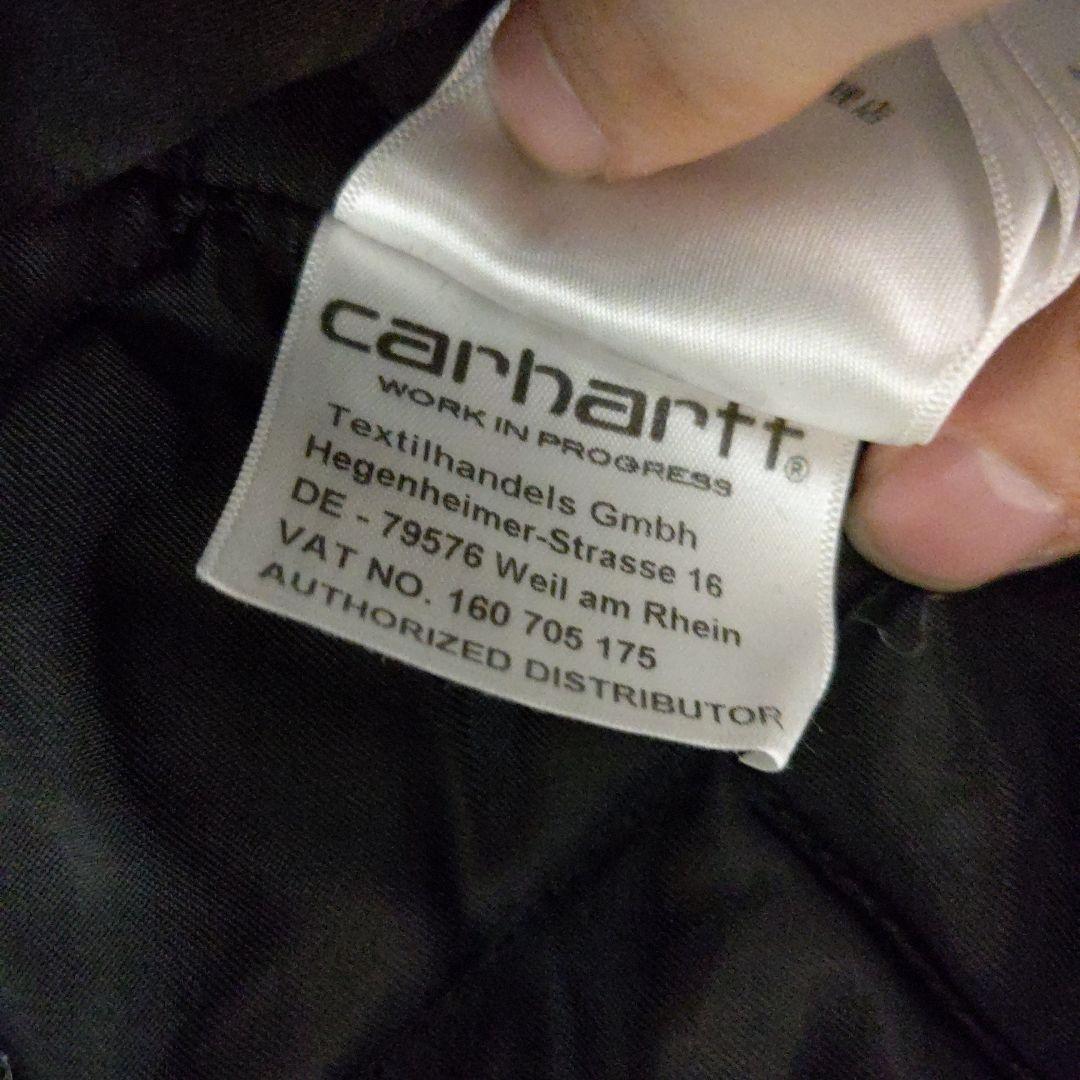 carhartt®
WORK IN PROGRESS
Textilhandels Gmbh
Hegenheimer-Strasse 16
DE - 79576 Weil am Rhein
VAT NO. 160 705 175
AUTHORIZED DISTRIBUTOR